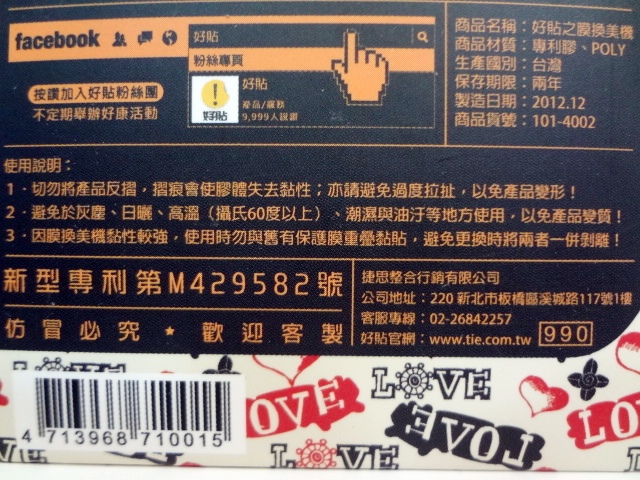 facebook
好貼
粉絲專頁
好貼
產品/服務
9,999人說讚
好貼
按讚加入好貼粉絲團
不定期舉辦好康活動
商品名稱：好貼之膜換美機
商品材質：專利膠、POLY
生產國別：台灣
保存期限：兩年
製造日期：2012.12
商品貨號：101-4002
使用說明：
1．切勿將產品反摺，摺痕會使膠體失去黏性；亦請避免過度拉扯，以免產品變形！
2．避免於灰塵、日曬、高溫（攝氏60度以上）、潮濕與油汙等地方使用，以免產品變質！
3．因膜換美機黏性較強，使用時勿與舊有保護膜重疊黏貼，避免更換時將兩者一併剝離！
新型專利第M429582號
仿冒必究 ★ 歡迎客製
捷思整合行銷有限公司
公司地址：220 新北市板橋區溪城路117號1樓
客服專線：02-26842257
好貼官網：www.tie.com.tw
990
4 713968 710015
LOVE
LOVE
LOVE
LOVE